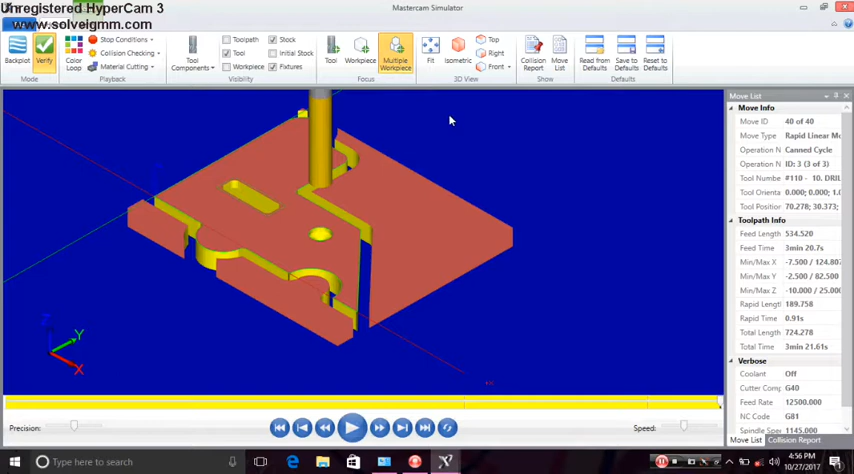 Unregistered HyperCam 3
www.solveigmm.com
Mastercam Simulator
Backplot
Verify
Mode
Color
Loop
Stop Conditions
Collision Checking
Material Cutting
Playback
Tool
Components
Toolpath
Tool
Workpiece
Stock
Initial Stock
Fixtures
Visibility
Tool
Workpiece
Multiple
Workpiece
Focus
Fit
Isometric
Top
Right
Front
3D View
Collision
Report
Move
List
Show
Read from
Defaults
Save to
Defaults
Reset to
Defaults
Defaults
Move List
Move Info
Move ID 40 of 40
Move Type Rapid Linear Mo
Operation N Canned Cycle
Operation N ID: 3 (3 of 3)
Tool Numbe #110 - 10. DRIL
Tool Orienta 0.000; 0.000; 1.0
Tool Position 70.278; 30.373;
Toolpath Info
Feed Length 534.520
Feed Time 3min 20.7s
Min/Max X -7.500 / 124.807
Min/Max Y -2.500 / 82.500
Min/Max Z -10.000 / 25.000
Rapid Lengt 189.758
Rapid Time 0.91s
Total Length 724.278
Total Time 3min 21.61s
Verbose
Coolant Off
Cutter Comp G40
Feed Rate 12500.000
NC Code G81
Spindle Spe 1145.000
Move List Collision Report
Z
Y
X
Precision:
Speed:
Type here to search
4:56 PM
10/27/2017